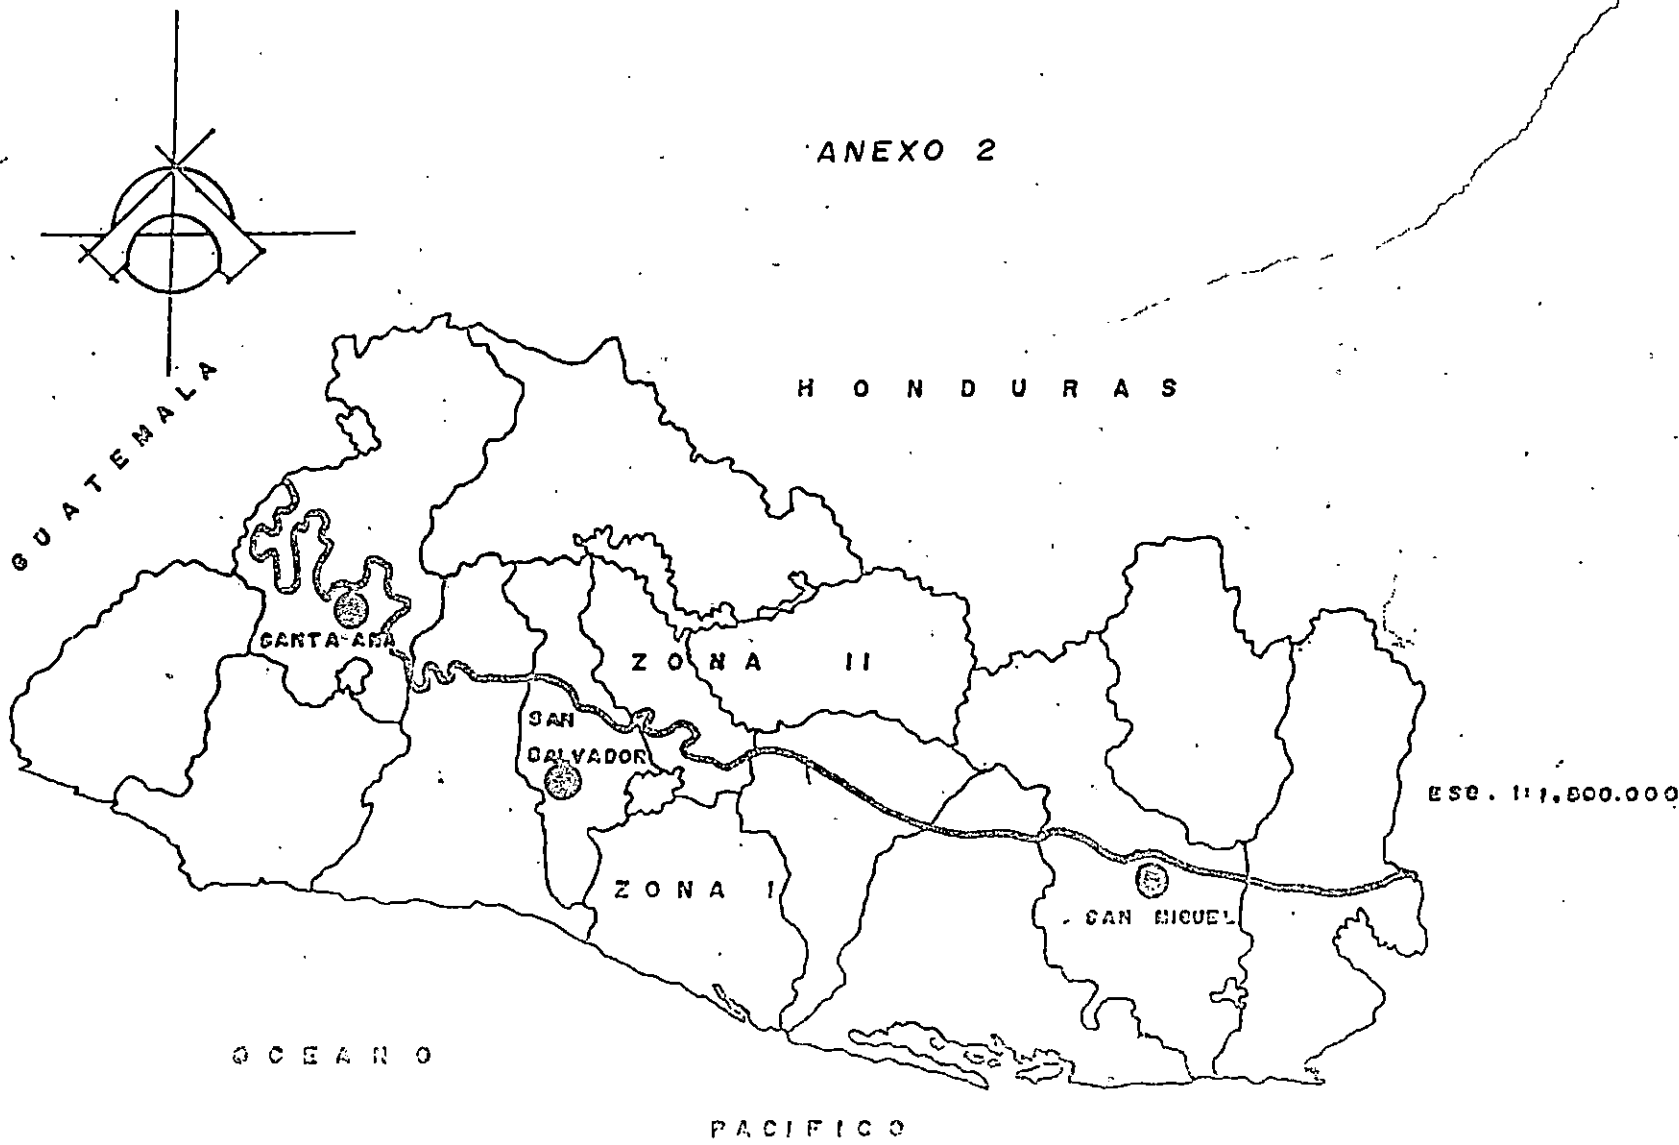 ANEXO 2
HONDURAS
GUATEMALA
SANTA-ANA
ZONA II
SAN
SALVADOR
ESC. 1:1,800.000
ZONA I
SAN MIGUEL
OCEANO
PACIFICO